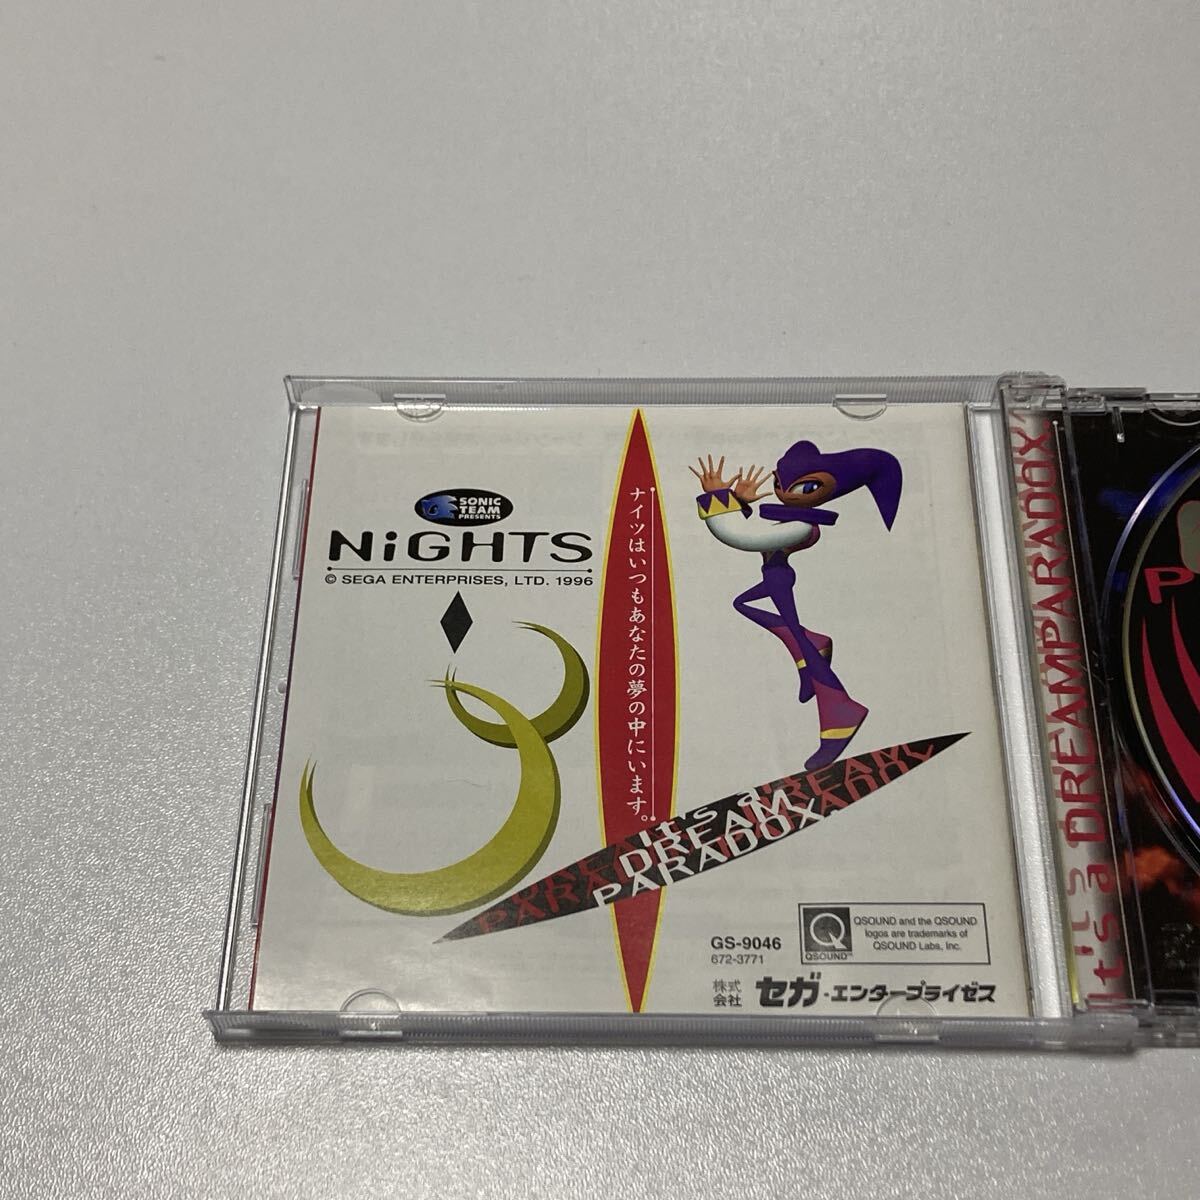 SONIC
TEAM
PRESENTS
NiGHTS
© SEGA ENTERPRISES, LTD. 1996
ナイツはいつもあなたの夢の中にいます。
It's a
DREAM
PARADOX.
GS-9046
672-3771
QSOUND™
QSOUND and the QSOUND
logos are trademarks of
QSOUND Labs, Inc.
株式
会社
セガ・エンタープライゼス
It's a DREAMPARADOX.